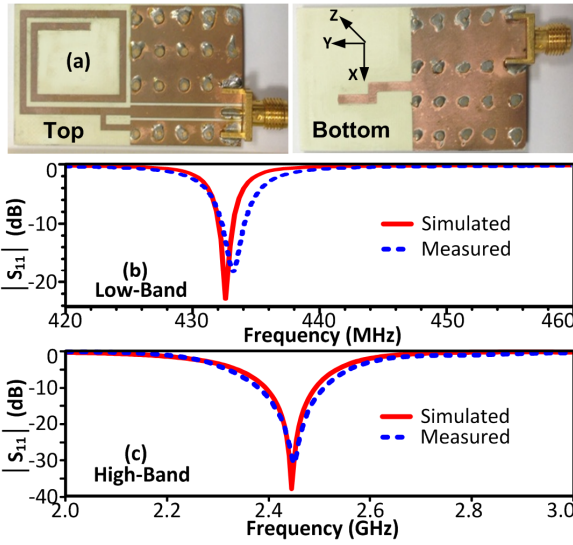 (a)
Top
Z
Y
X
Bottom
|S₁₁| (dB)
0
-10
-20
Simulated
Measured
(b)
Low-Band
420
430
440
450
460
Frequency (MHz)
|S₁₁| (dB)
0
-10
-20
-30
-40
Simulated
Measured
(c)
High-Band
2.0
2.2
2.4
2.6
2.8
3.0
Frequency (GHz)